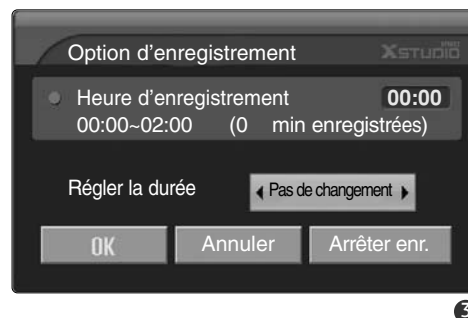 Option d'enregistrement XSTUDIO PRO
Heure d'enregistrement 00:00
00:00~02:00 (0 min enregistrées)
Régler la durée Pas de changement
OK Annuler Arrêter enr.
3